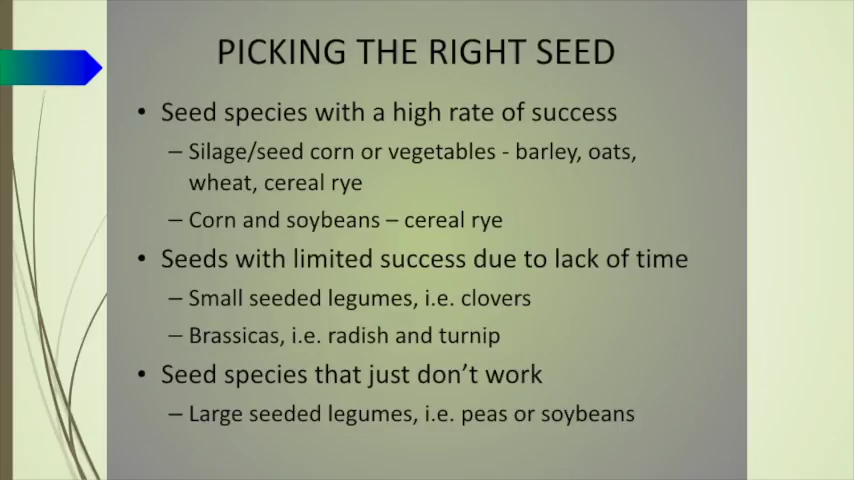 PICKING THE RIGHT SEED
• Seed species with a high rate of success
– Silage/seed corn or vegetables - barley, oats,
wheat, cereal rye
– Corn and soybeans – cereal rye
• Seeds with limited success due to lack of time
– Small seeded legumes, i.e. clovers
– Brassicas, i.e. radish and turnip
• Seed species that just don’t work
– Large seeded legumes, i.e. peas or soybeans